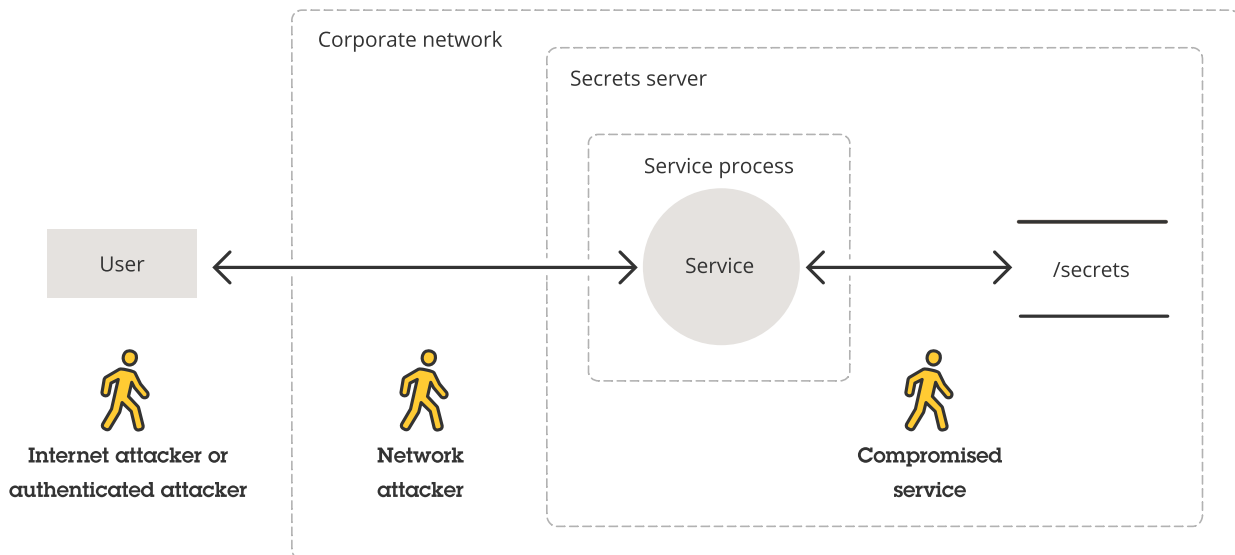 Corporate network
Secrets server
Service process
User
Service
/secrets
Internet attacker or
authenticated attacker
Network
attacker
Compromised
service